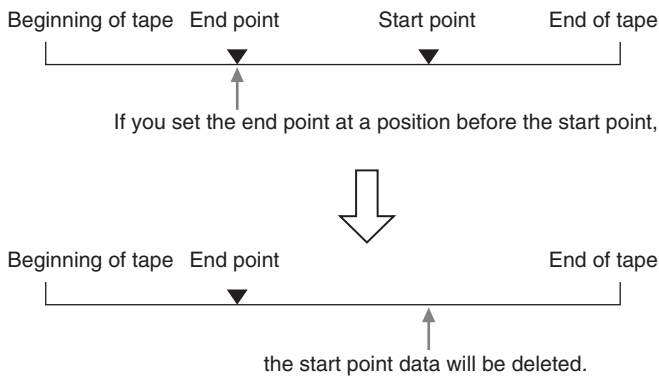 Beginning of tape End point Start point End of tape
If you set the end point at a position before the start point,
Beginning of tape End point End of tape
the start point data will be deleted.